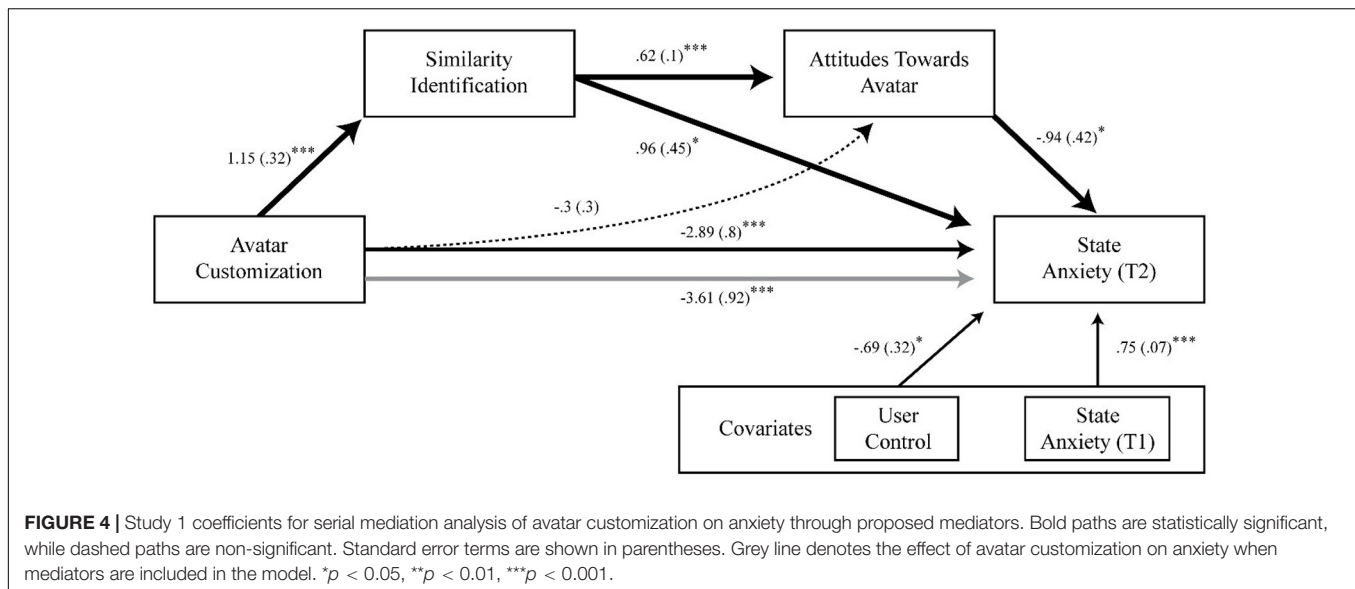 Similarity
Identification
.62 (.1)***
Attitudes Towards
Avatar
1.15 (.32)***
.96 (.45)*
-.94 (.42)*
-.3 (.3)
Avatar
Customization
-2.89 (.8)***
-3.61 (.92)***
State
Anxiety (T2)
-.69 (.32)*
.75 (.07)***
Covariates
User
Control
State
Anxiety (T1)
FIGURE 4 | Study 1 coefficients for serial mediation analysis of avatar customization on anxiety through proposed mediators. Bold paths are statistically significant,
while dashed paths are non-significant. Standard error terms are shown in parentheses. Grey line denotes the effect of avatar customization on anxiety when
mediators are included in the model. *p < 0.05, **p < 0.01, ***p < 0.001.